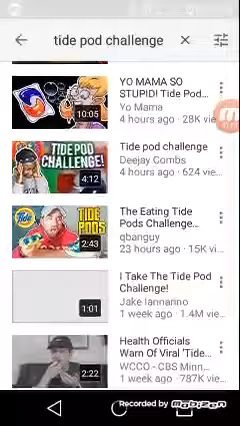 tide pod challenge
YO MAMA SO
STUPID! Tide Pod...
Yo Mama
4 hours ago · 28K vie...
10:05
Tide pod challenge
Deejay Combs
4 hours ago · 624 vie...
TIDE POD
CHALLENGE!
4:12
The Eating Tide
Pods Challenge...
qbanguy
23 hours ago · 15K vi...
Tide
TIDE
PODS
2:43
I Take The Tide Pod
Challenge!
Jake Iannarino
1 week ago · 1.4M vie...
1:01
Health Officials
Warn Of Viral 'Tide...
WCCO - CBS Minn...
1 week ago · 787K vie...
2:22
Recorded by Mobizen